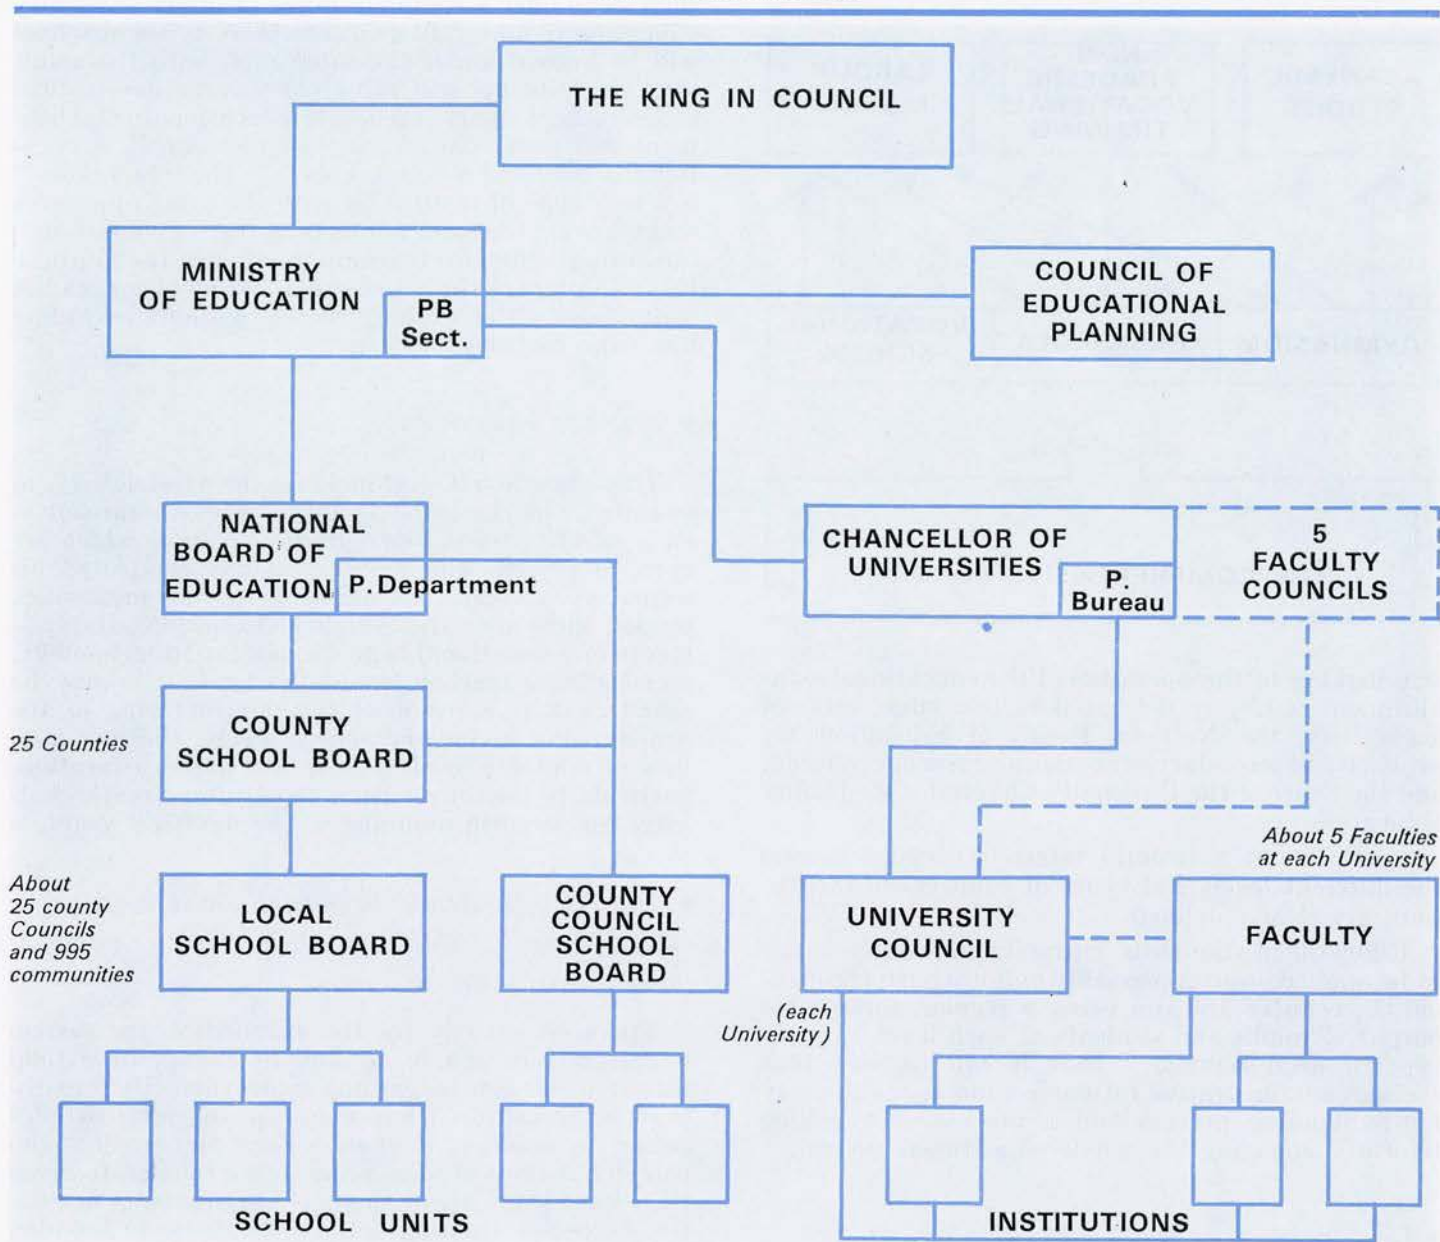 THE KING IN COUNCIL
MINISTRY
OF EDUCATION
PB
Sect.
COUNCIL OF
EDUCATIONAL
PLANNING
NATIONAL
BOARD OF
EDUCATION
P. Department
CHANCELLOR OF
UNIVERSITIES
P.
Bureau
5
FACULTY
COUNCILS
25 Counties
COUNTY
SCHOOL BOARD
About
25 county
Councils
and 995
communities
LOCAL
SCHOOL BOARD
COUNTY
COUNCIL
SCHOOL
BOARD
About 5 Faculties
at each University
UNIVERSITY
COUNCIL
(each
University)
FACULTY
SCHOOL UNITS
INSTITUTIONS